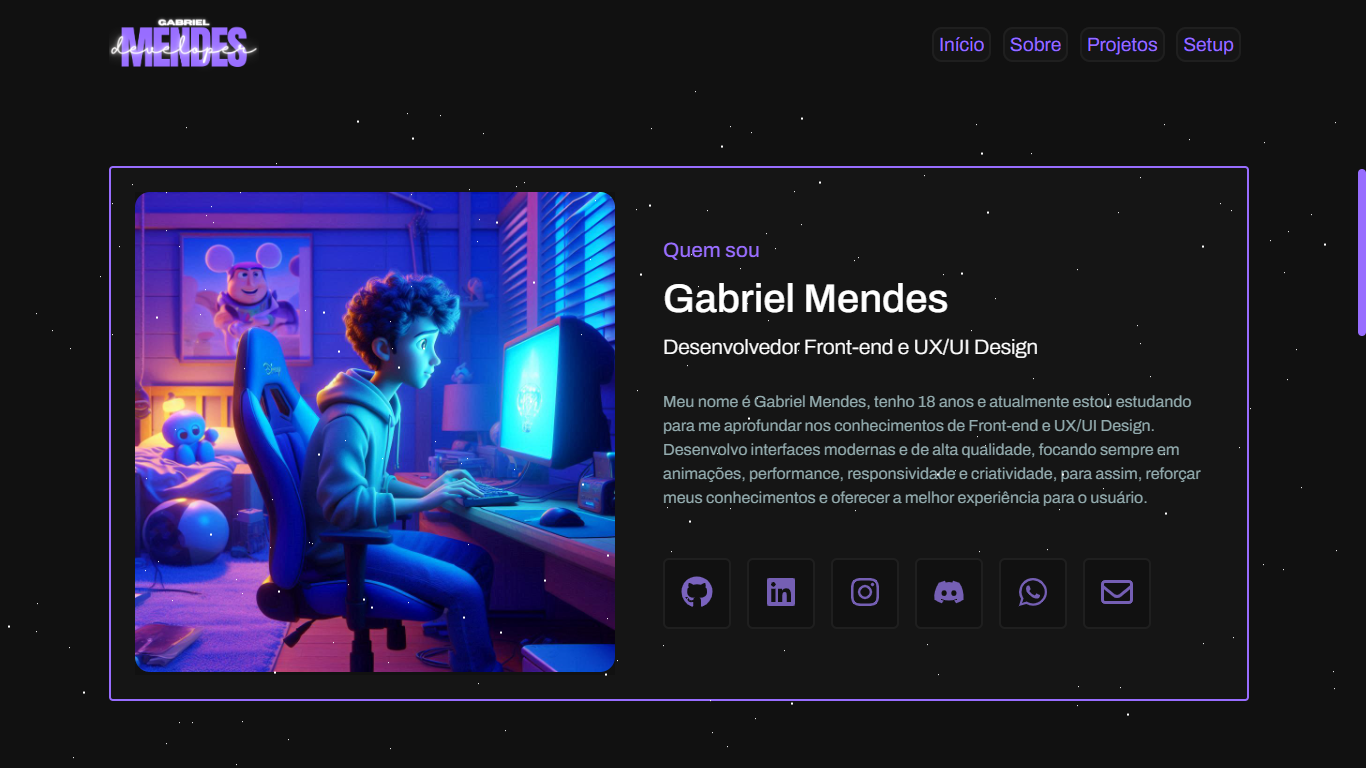 GABRIEL
MENDES
developer
Início
Sobre
Projetos
Setup
Quem sou
Gabriel Mendes
Desenvolvedor Front-end e UX/UI Design
Meu nome é Gabriel Mendes, tenho 18 anos e atualmente estou estudando
para me aprofundar nos conhecimentos de Front-end e UX/UI Design.
Desenvolvo interfaces modernas e de alta qualidade, focando sempre em
animações, performance, responsividade e criatividade, para assim, reforçar
meus conhecimentos e oferecer a melhor experiência para o usuário.